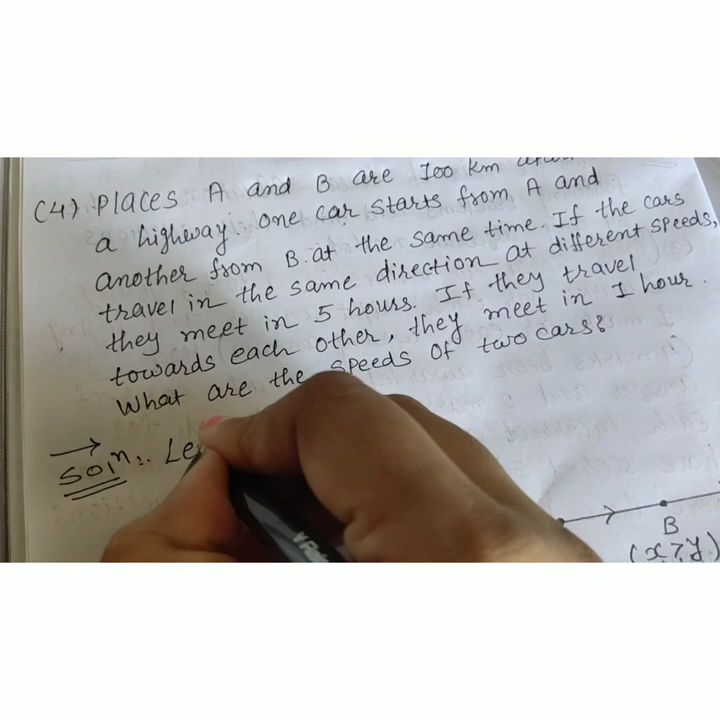 (4) Places A and B are 100 km
a highway one car starts from A and
another from B at the same time. If the cars
travel in the same direction at different speeds,
they meet in 5 hours. If they travel
towards each other, they meet in 1 hour.
What are the speeds of two cars?
Soln:. Le
B
(x>y)